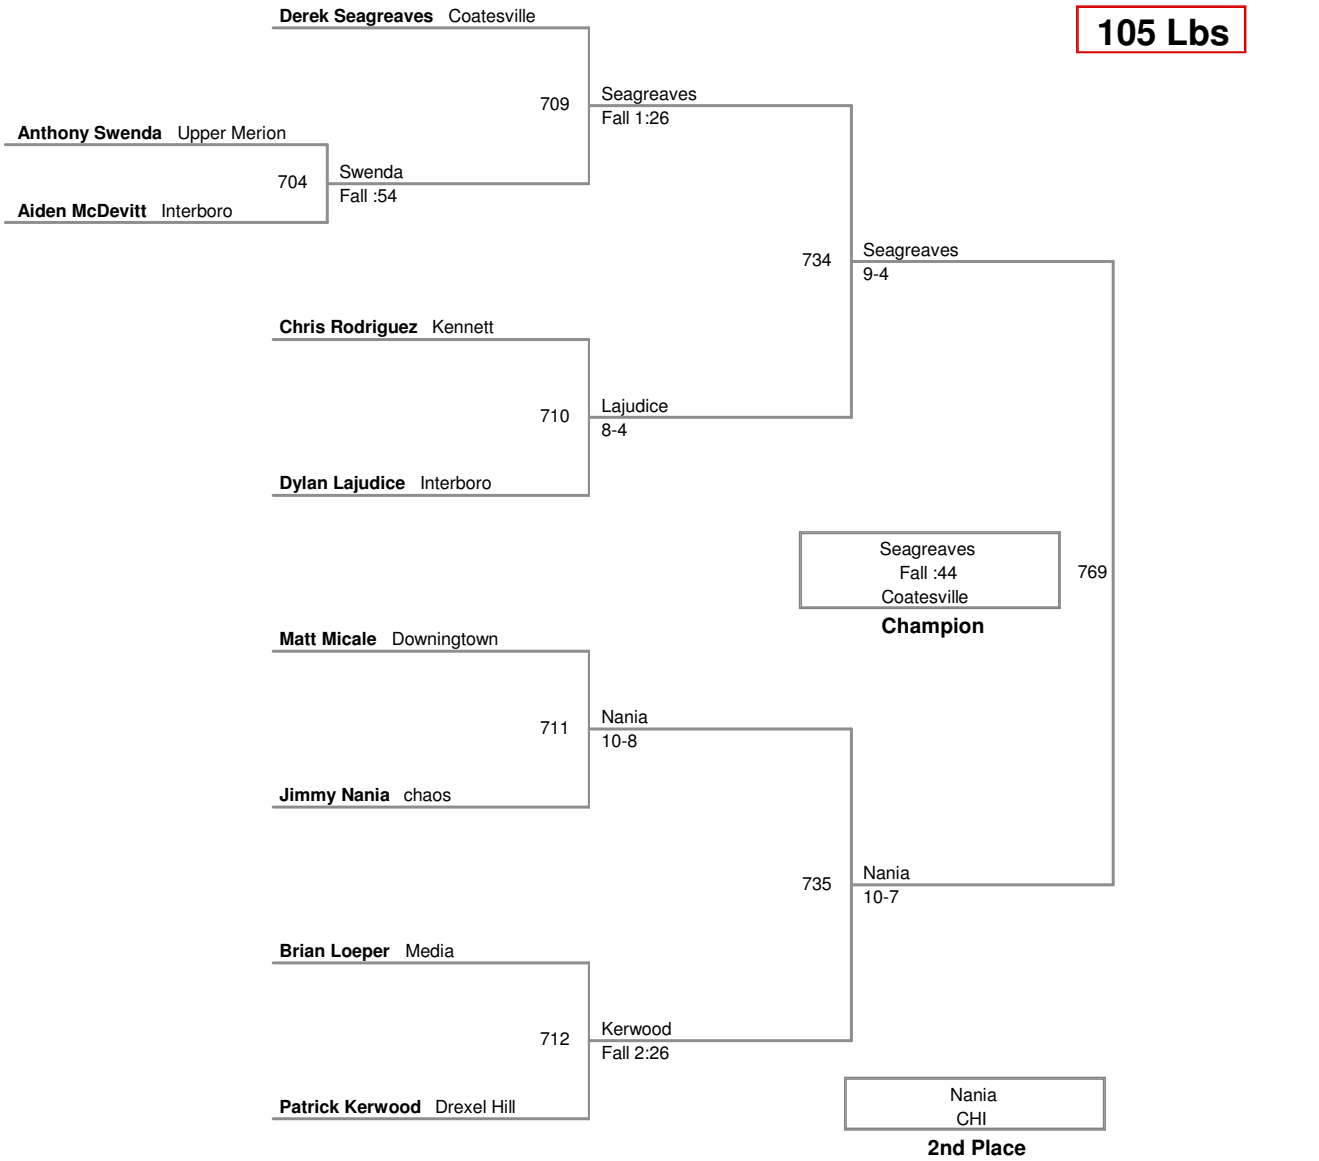 Derek Seagreaves Coatesville
105 Lbs
709
Seagreaves
Fall 1:26
Anthony Swenda Upper Merion
704
Swenda
Fall :54
Aiden McDevitt Interboro
734
Seagreaves
9-4
Chris Rodriguez Kennett
710
Lajudice
8-4
Dylan Lajudice Interboro
Seagreaves
Fall :44
Coatesville
769
Champion
Matt Micale Downingtown
711
Nania
10-8
Jimmy Nania chaos
735
Nania
10-7
Brian Loeper Media
712
Kerwood
Fall 2:26
Patrick Kerwood Drexel Hill
Nania
CHI
2nd Place